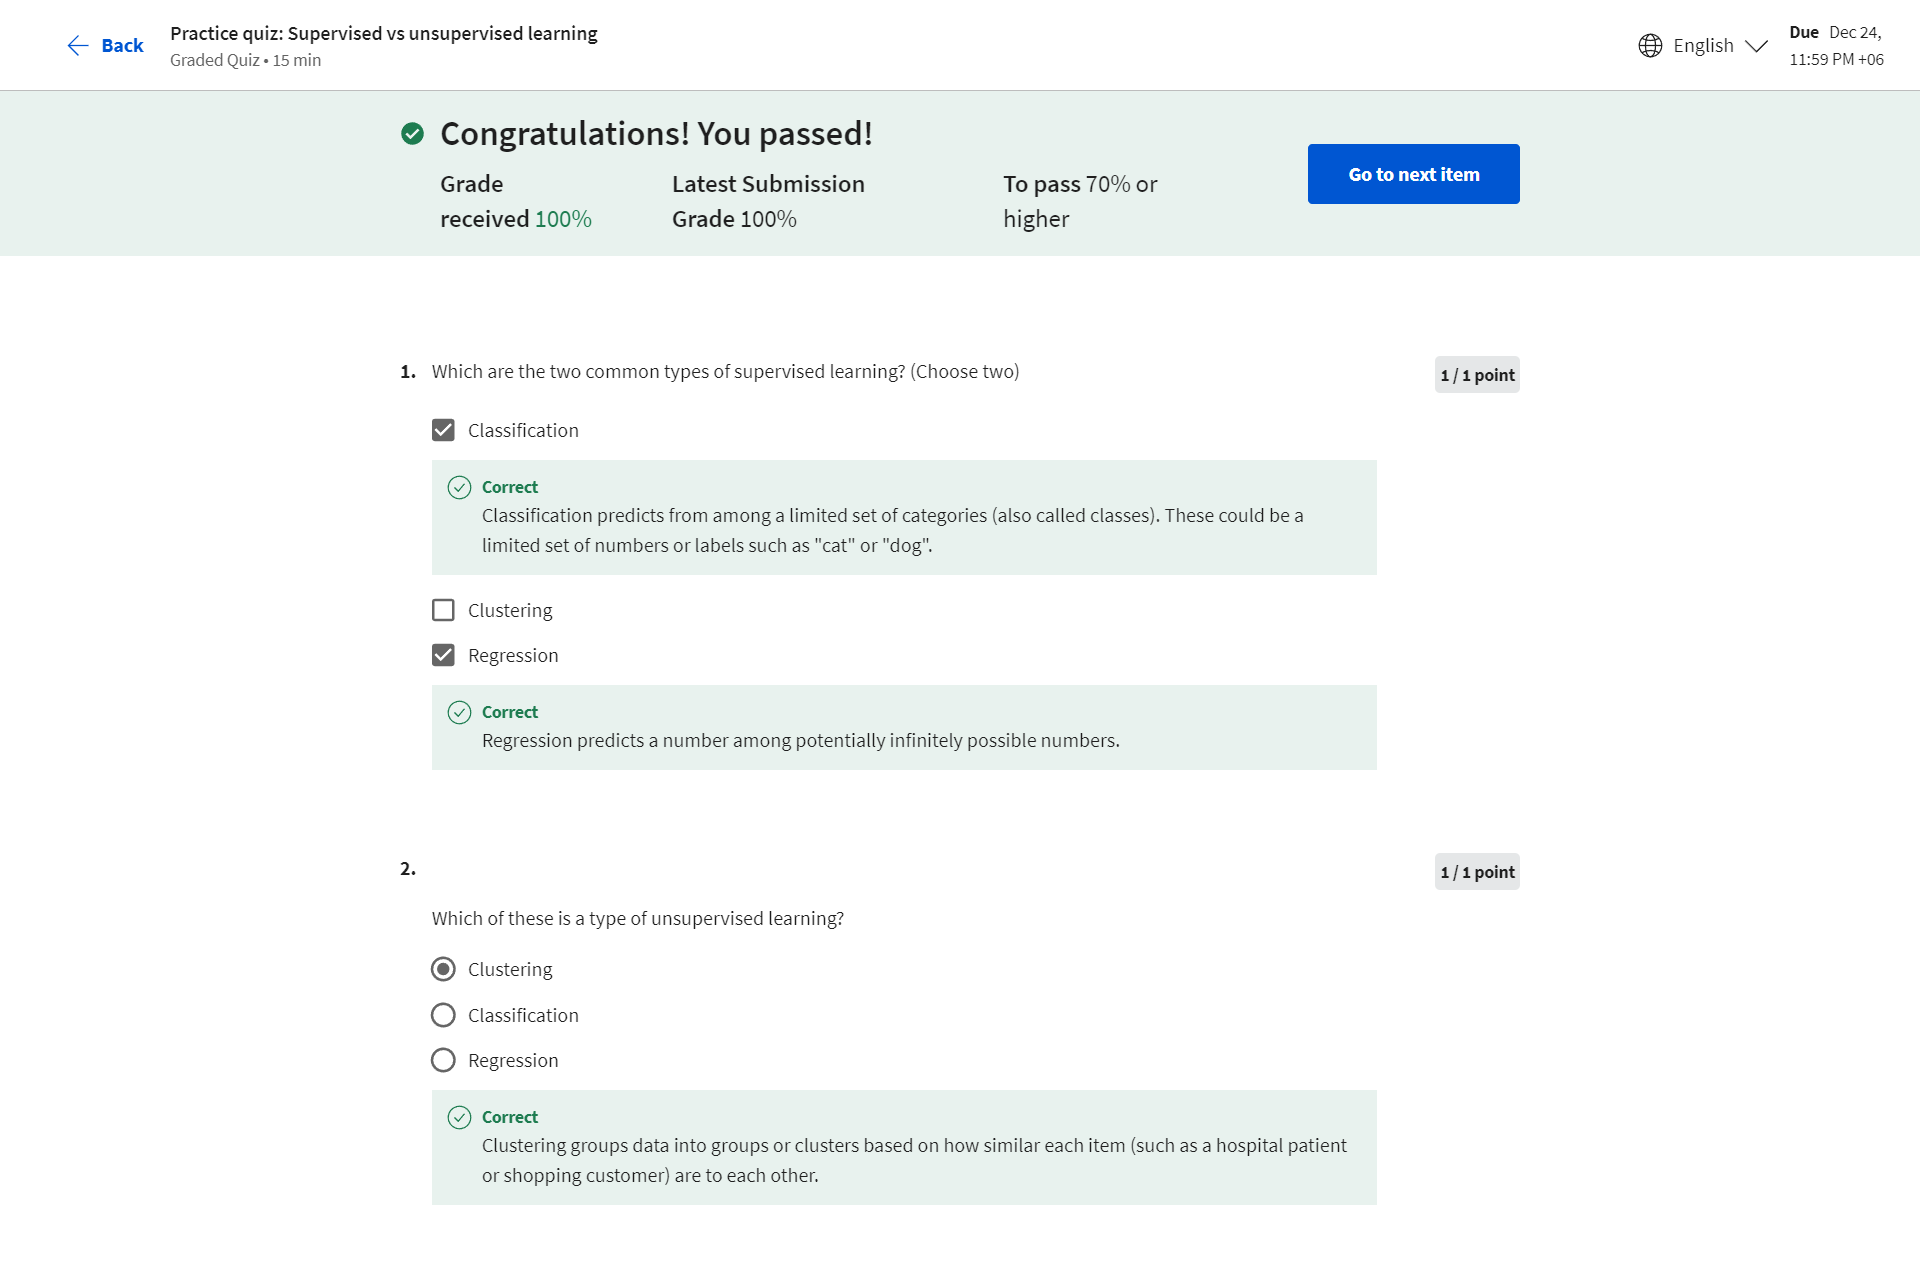 Back
Practice quiz: Supervised vs unsupervised learning
Graded Quiz • 15 min
English
Due Dec 24,
11:59 PM +06
Congratulations! You passed!
Grade
received 100%
Latest Submission
Grade 100%
To pass 70% or
higher
Go to next item
1. Which are the two common types of supervised learning? (Choose two)
1 / 1 point
Classification
Correct
Classification predicts from among a limited set of categories (also called classes). These could be a
limited set of numbers or labels such as "cat" or "dog".
Clustering
Regression
Correct
Regression predicts a number among potentially infinitely possible numbers.
2.
1 / 1 point
Which of these is a type of unsupervised learning?
Clustering
Classification
Regression
Correct
Clustering groups data into groups or clusters based on how similar each item (such as a hospital patient
or shopping customer) are to each other.